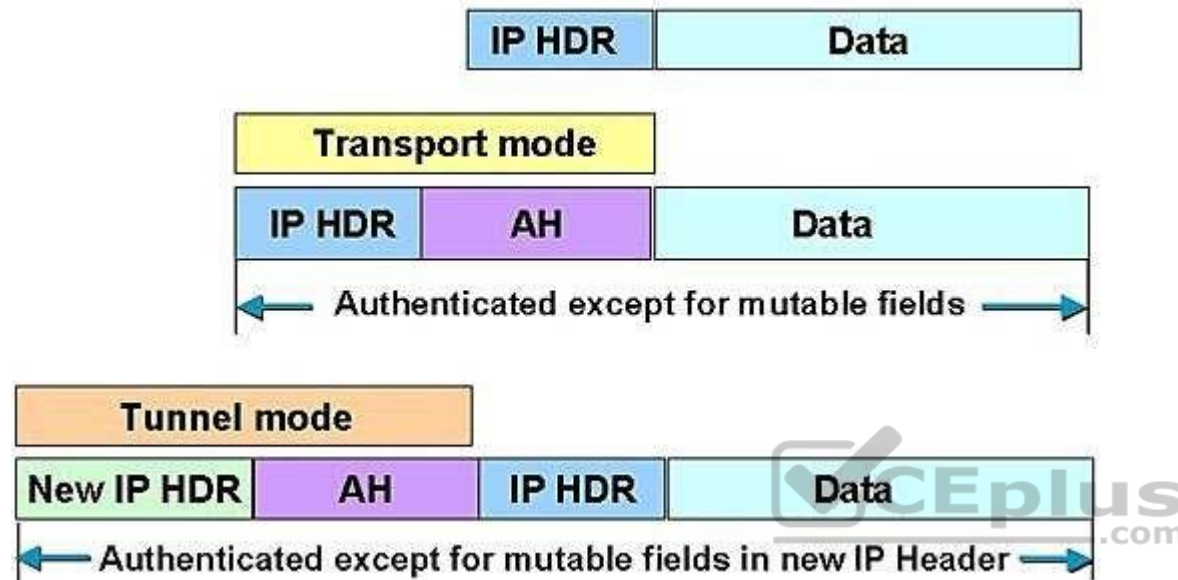 IP HDR Data
Transport mode
IP HDR AH Data
Authenticated except for mutable fields
Tunnel mode
New IP HDR AH IP HDR Data
Authenticated except for mutable fields in new IP Header
CEplus
.com